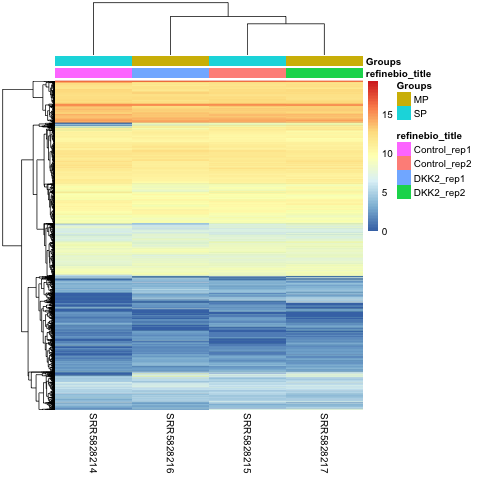 Groups
refinebio_title
15
10
5
0
Groups
MP
SP
refinebio_title
Control_rep1
Control_rep2
DKK2_rep1
DKK2_rep2
SRR5828214
SRR5828216
SRR5828215
SRR5828217